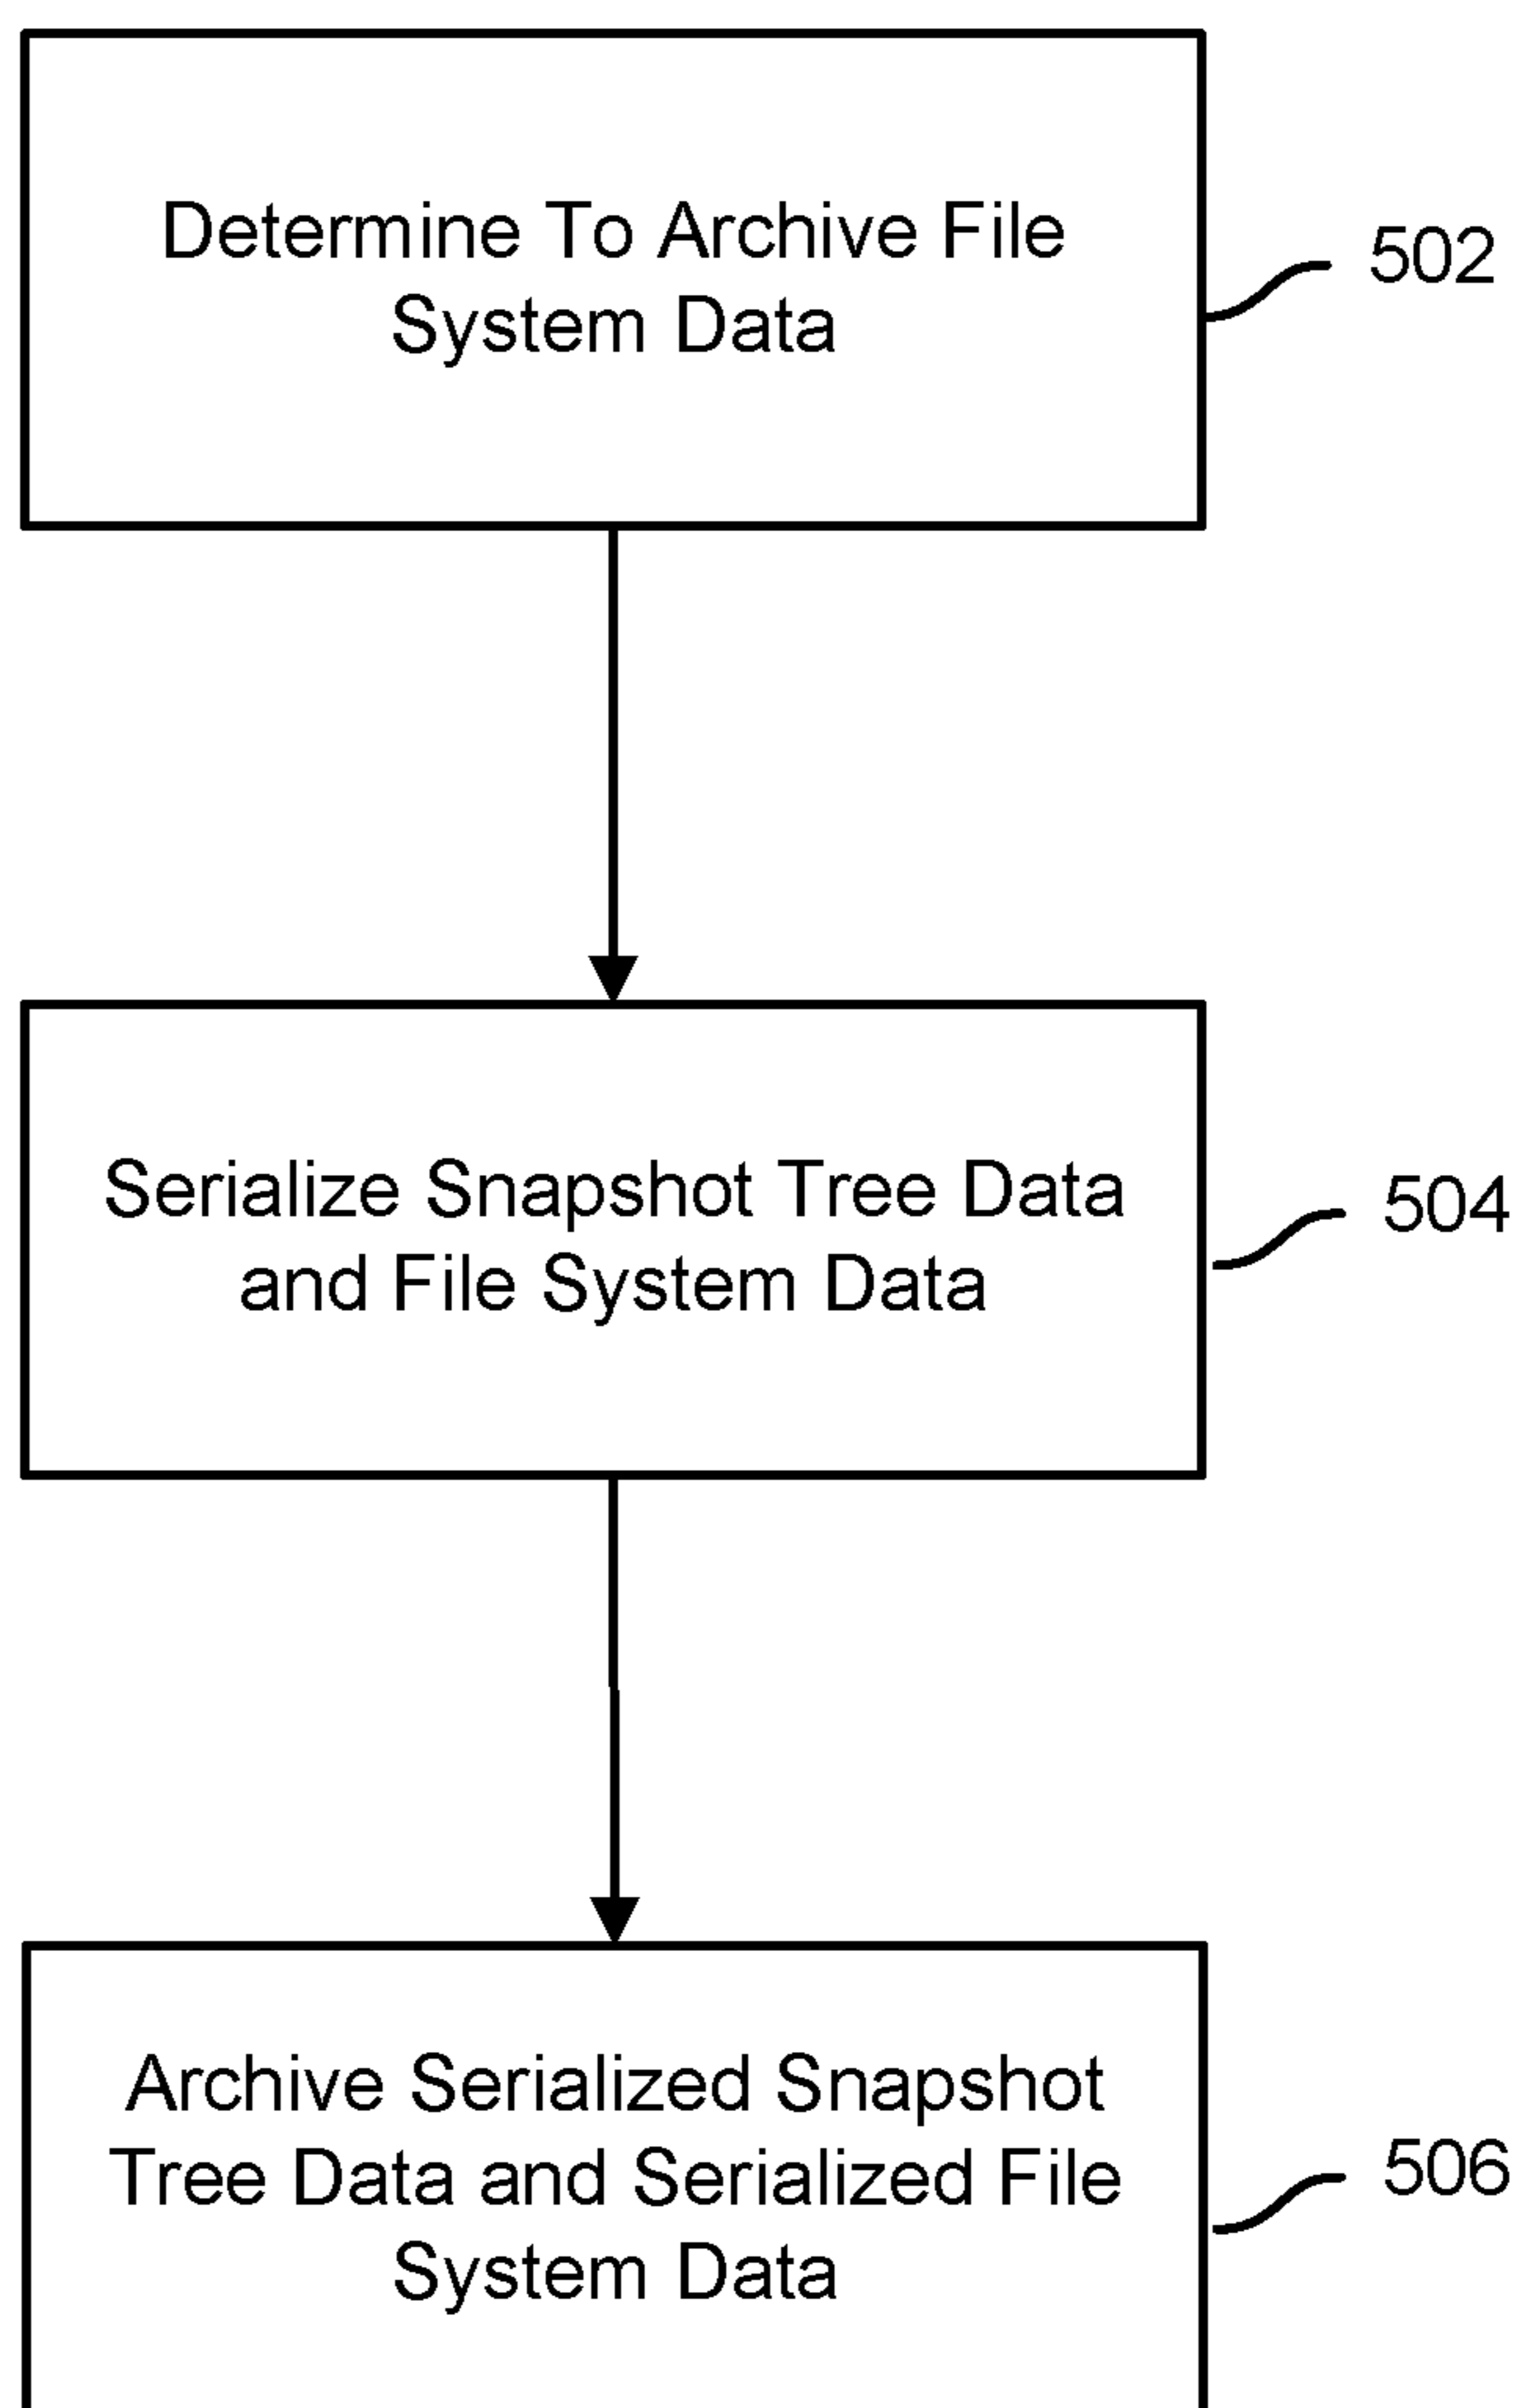 Determine To Archive File
System Data
502
Serialize Snapshot Tree Data
and File System Data
504
Archive Serialized Snapshot
Tree Data and Serialized File
System Data
506